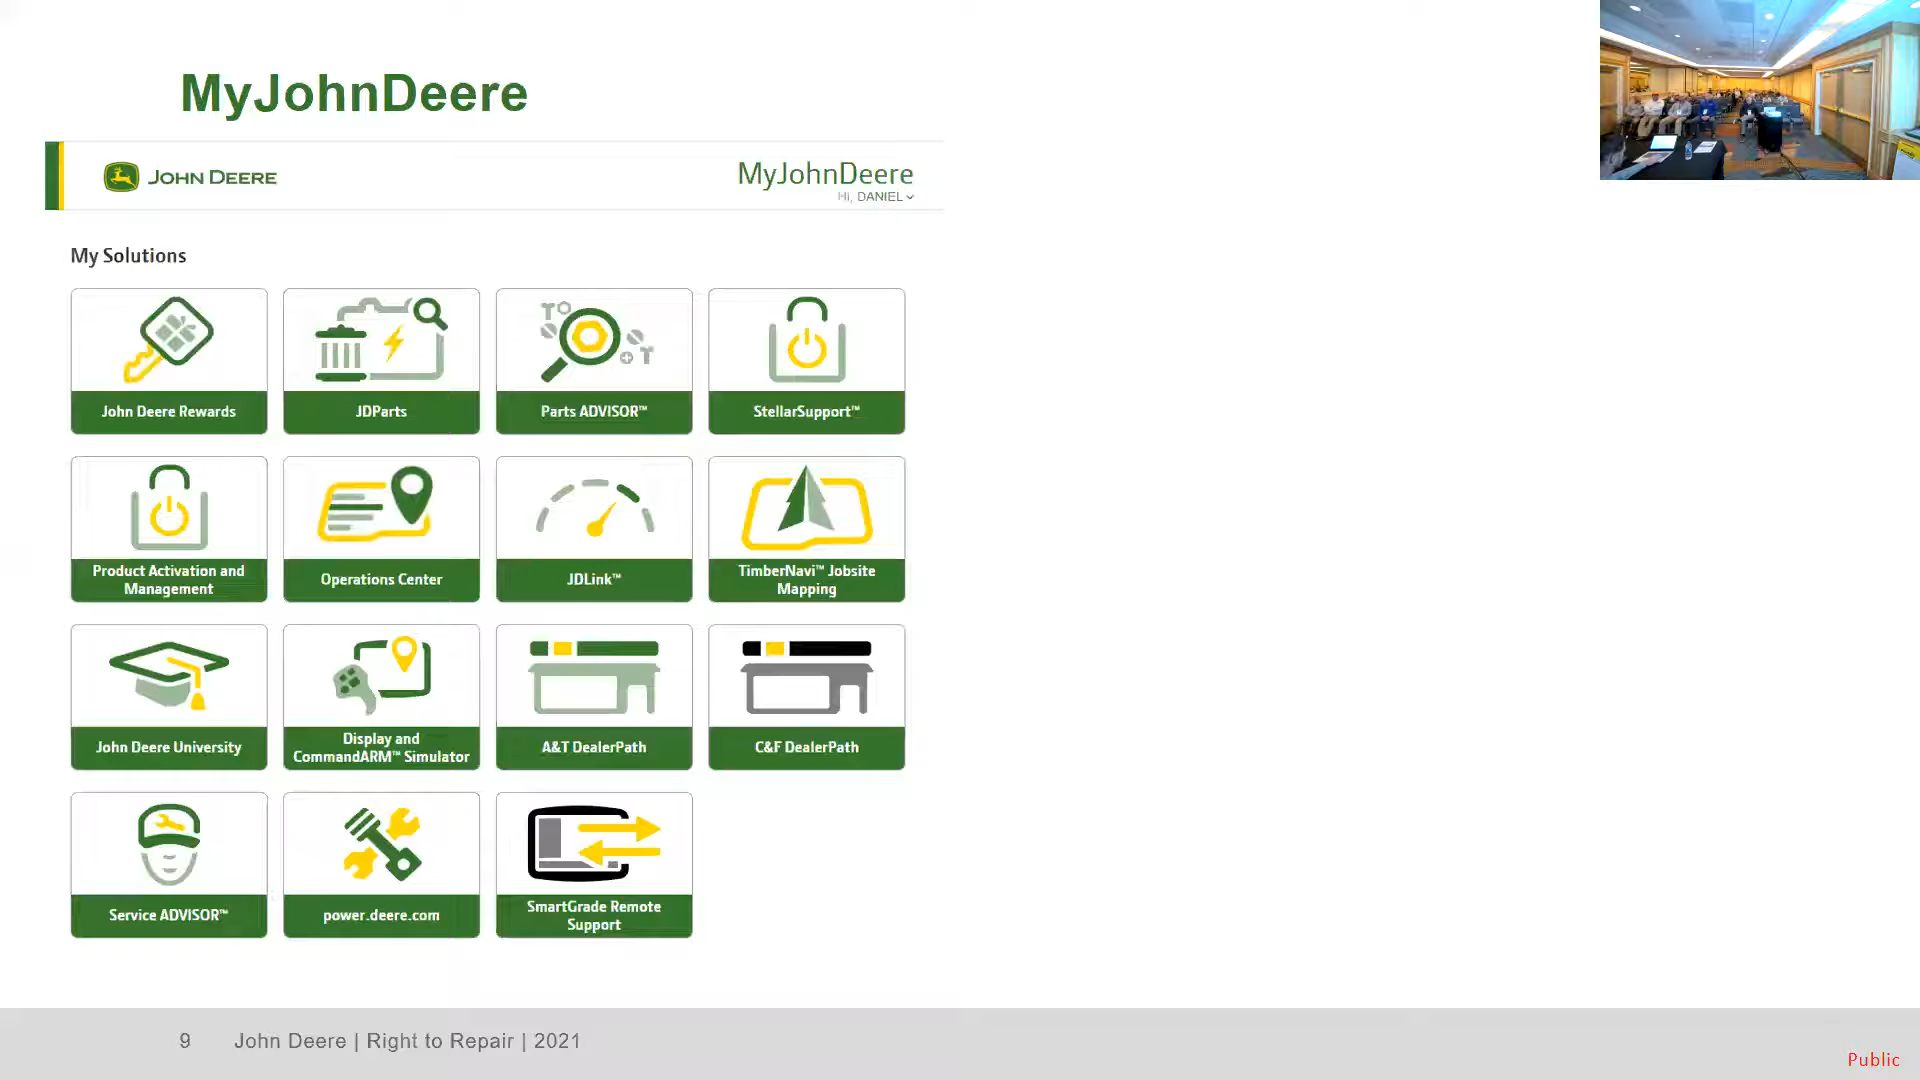 MyJohnDeere
JOHN DEERE
MyJohnDeere
HI, DANIEL
My Solutions
John Deere Rewards
JDParts
Parts ADVISOR™
StellarSupport™
Product Activation and
Management
Operations Center
JDLink™
TimberNavi™ Jobsite
Mapping
John Deere University
Display and
CommandARM™ Simulator
A&T DealerPath
C&F DealerPath
Service ADVISOR™
power.deere.com
SmartGrade Remote
Support
9 John Deere | Right to Repair | 2021
Public